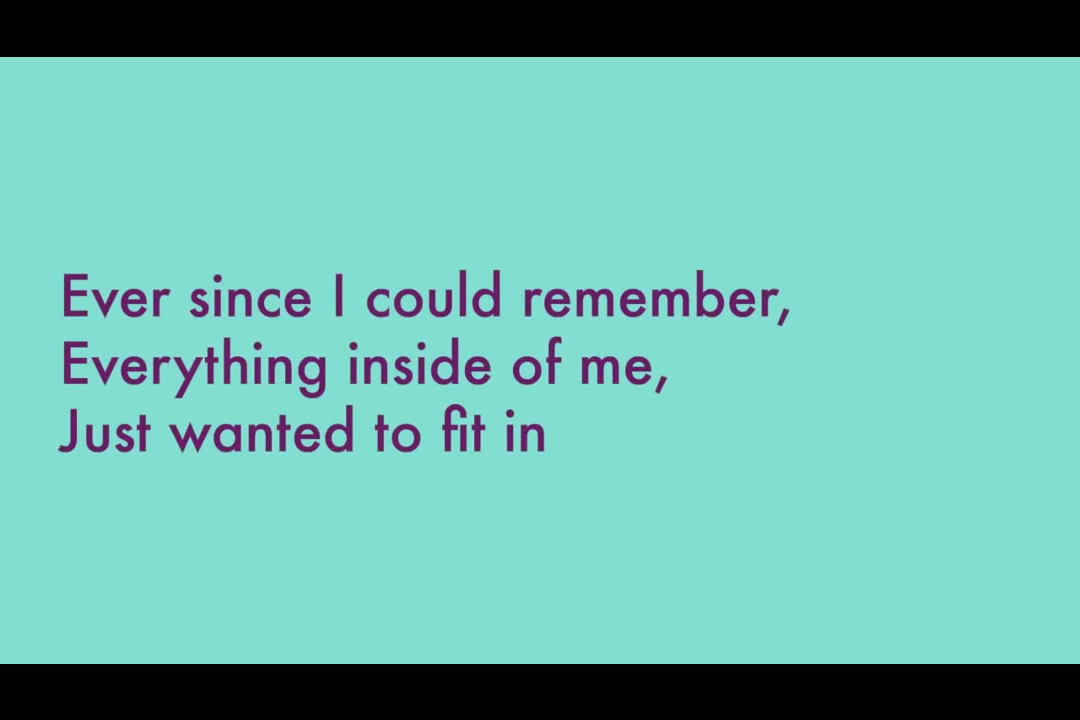 Ever since I could remember,
Everything inside of me,
Just wanted to fit in